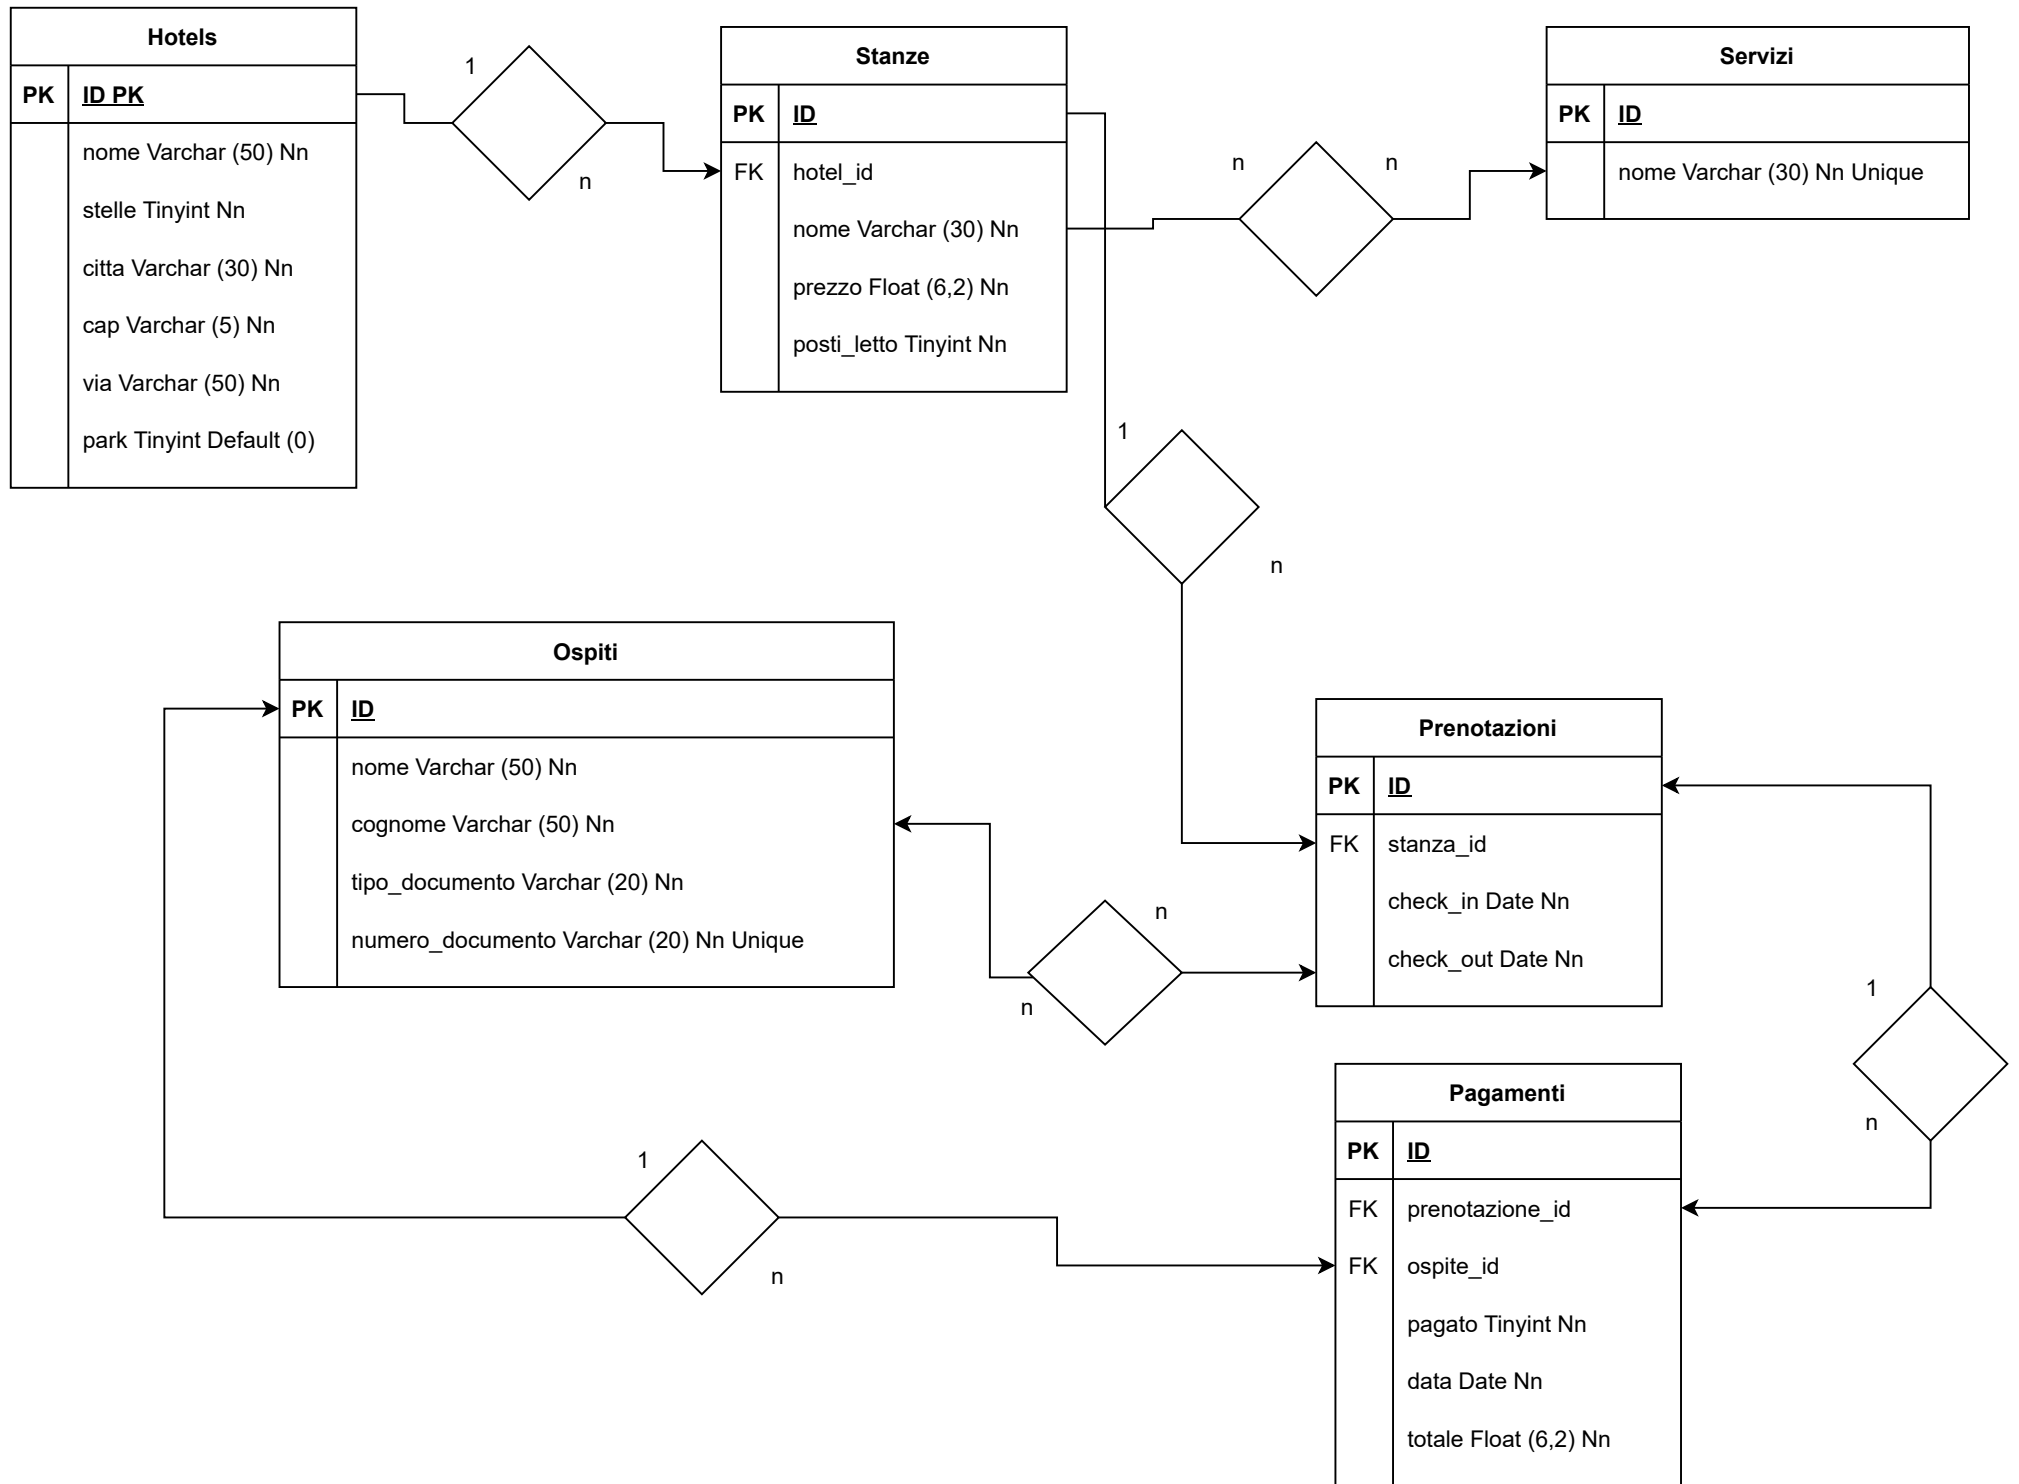 Hotels
PK ID PK
nome Varchar (50) Nn
stelle Tinyint Nn
citta Varchar (30) Nn
cap Varchar (5) Nn
via Varchar (50) Nn
park Tinyint Default (0)
1
n
Stanze
PK ID
FK hotel_id
nome Varchar (30) Nn
prezzo Float (6,2) Nn
posti_letto Tinyint Nn
n
n
Servizi
PK ID
nome Varchar (30) Nn Unique
1
n
Ospiti
PK ID
nome Varchar (50) Nn
cognome Varchar (50) Nn
tipo_documento Varchar (20) Nn
numero_documento Varchar (20) Nn Unique
n
n
Prenotazioni
PK ID
FK stanza_id
check_in Date Nn
check_out Date Nn
1
n
1
n
Pagamenti
PK ID
FK prenotazione_id
FK ospite_id
pagato Tinyint Nn
data Date Nn
totale Float (6,2) Nn